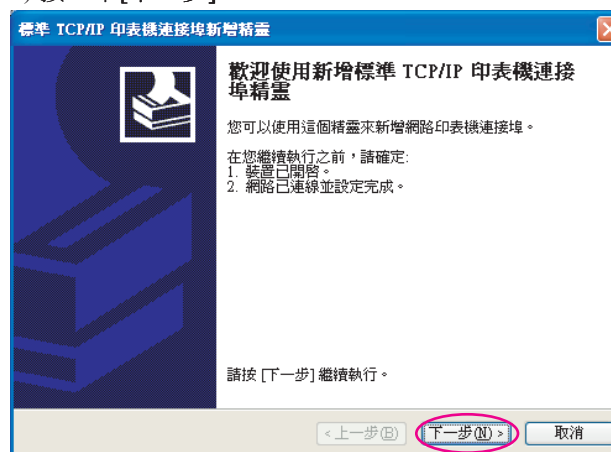 標準 TCP/IP 印表機連接埠新增精靈
歡迎使用新增標準 TCP/IP 印表機連接
埠精靈
您可以使用這個精靈來新增網路印表機連接埠。
在您繼續執行之前，請確定:
1. 裝置已開啓。
2. 網路已連線並設定完成。
請按 [下一步] 繼續執行。
<上一步(B)
下一步(N) >
取消